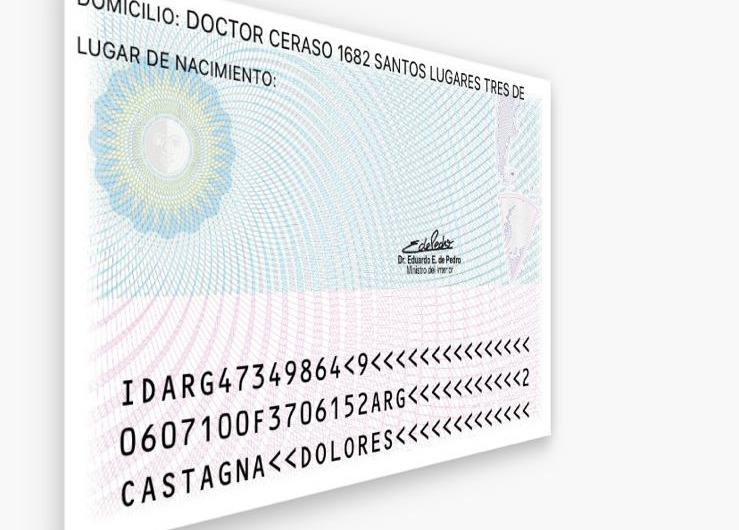 DOMICILIO: DOCTOR CERASO 1682 SANTOS LUGARES TRES DE
LUGAR DE NACIMIENTO:
Dr. Eduardo E. de Pedro
Ministro del Interior
IDARG47349864<9<<<<<<<<<<<<<<<
0607100F3706152ARG<<<<<<<<<<<2
CASTAGNA<<DOLORES<<<<<<<<<<<<<